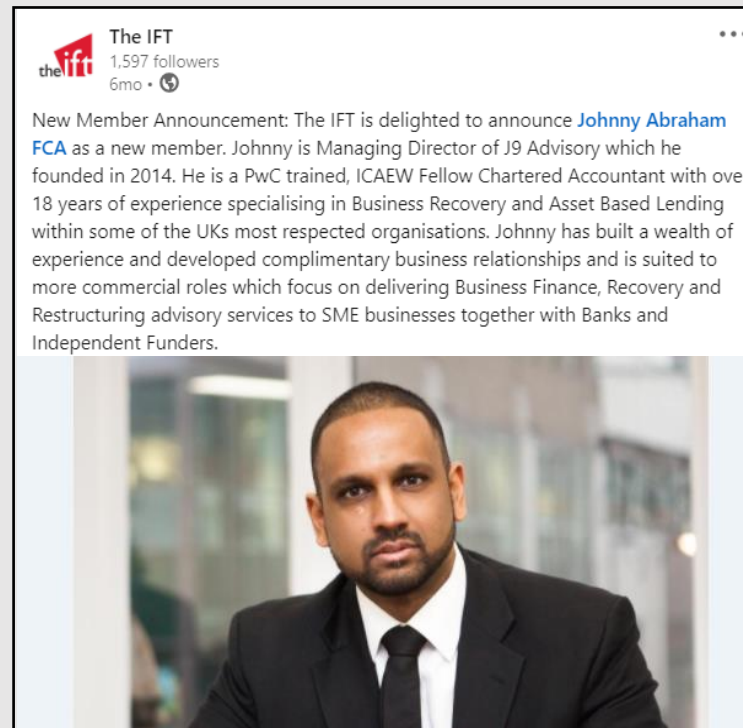 The IFT
the ift
1,597 followers
6mo •
New Member Announcement: The IFT is delighted to announce Johnny Abraham
FCA as a new member. Johnny is Managing Director of J9 Advisory which he
founded in 2014. He is a PwC trained, ICAEW Fellow Chartered Accountant with ove
18 years of experience specialising in Business Recovery and Asset Based Lending
within some of the UKs most respected organisations. Johnny has built a wealth of
experience and developed complimentary business relationships and is suited to
more commercial roles which focus on delivering Business Finance, Recovery and
Restructuring advisory services to SME businesses together with Banks and
Independent Funders.